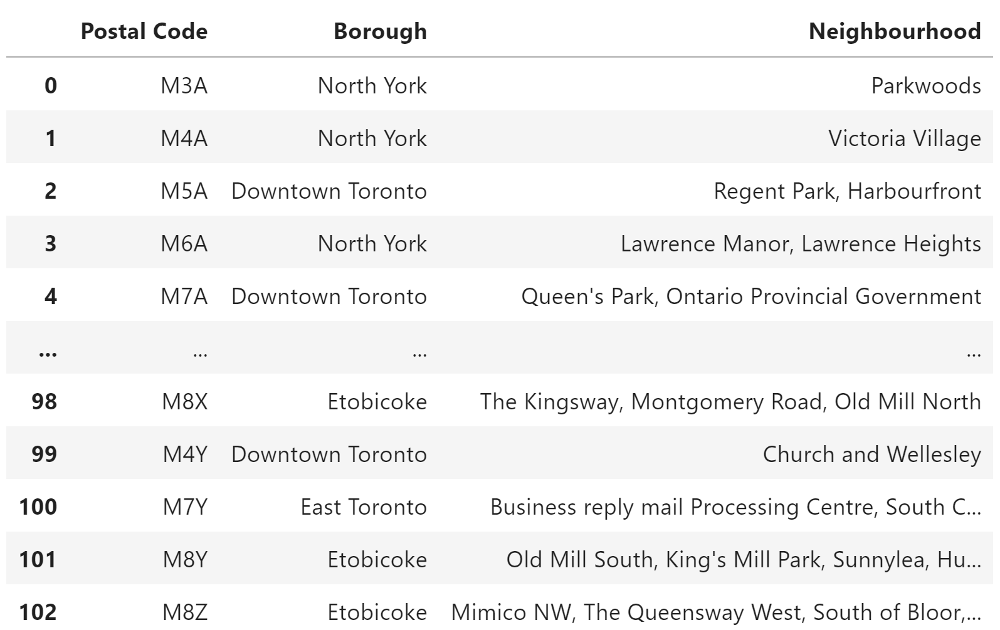 Postal Code Borough Neighbourhood
0 M3A North York Parkwoods
1 M4A North York Victoria Village
2 M5A Downtown Toronto Regent Park, Harbourfront
3 M6A North York Lawrence Manor, Lawrence Heights
4 M7A Downtown Toronto Queen's Park, Ontario Provincial Government
... ... ... ...
98 M8X Etobicoke The Kingsway, Montgomery Road, Old Mill North
99 M4Y Downtown Toronto Church and Wellesley
100 M7Y East Toronto Business reply mail Processing Centre, South C...
101 M8Y Etobicoke Old Mill South, King's Mill Park, Sunnylea, Hu...
102 M8Z Etobicoke Mimico NW, The Queensway West, South of Bloor,...